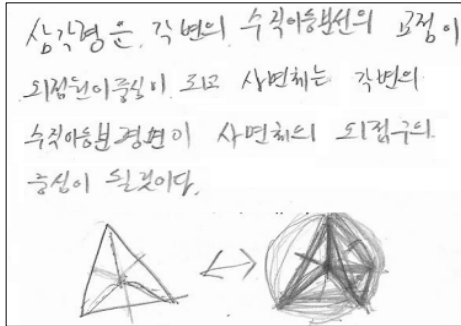 삼각형은 각변의 수직이등분선의 교점이
외접원의중심이 되고 사면체는 각변의
수직이등분평면이 사면체의 외접구의
중심이 될것이다.